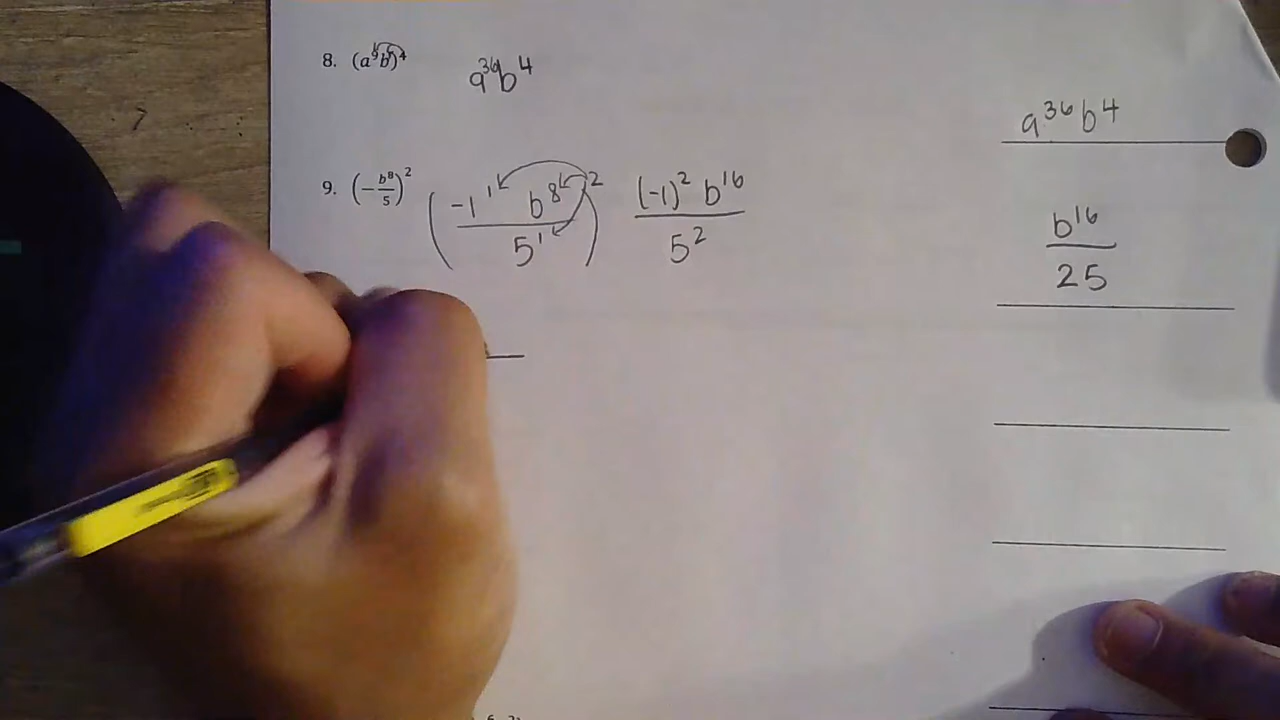 8. (a⁹b)⁴ a³⁶b⁴
a³⁶b⁴
9. (-b⁸/5)² (-1¹ b⁸/5¹)² (-1)² b¹⁶/5²
b¹⁶/25